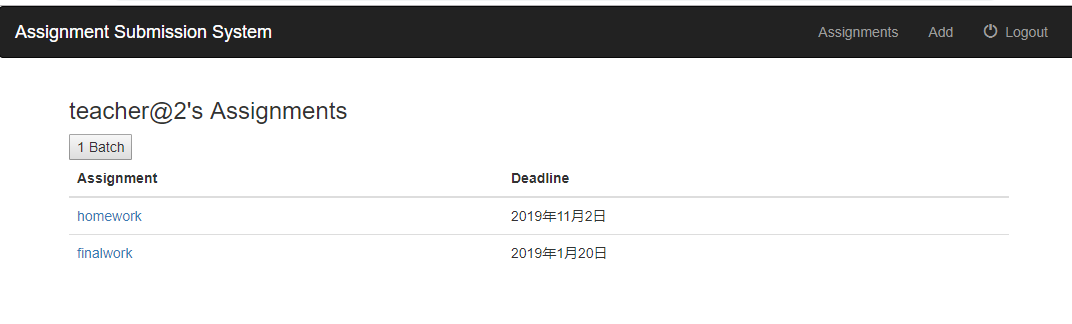 Assignment Submission System Assignments Add Logout
teacher@2's Assignments
1 Batch
Assignment Deadline
homework 2019年11月2日
finalwork 2019年1月20日